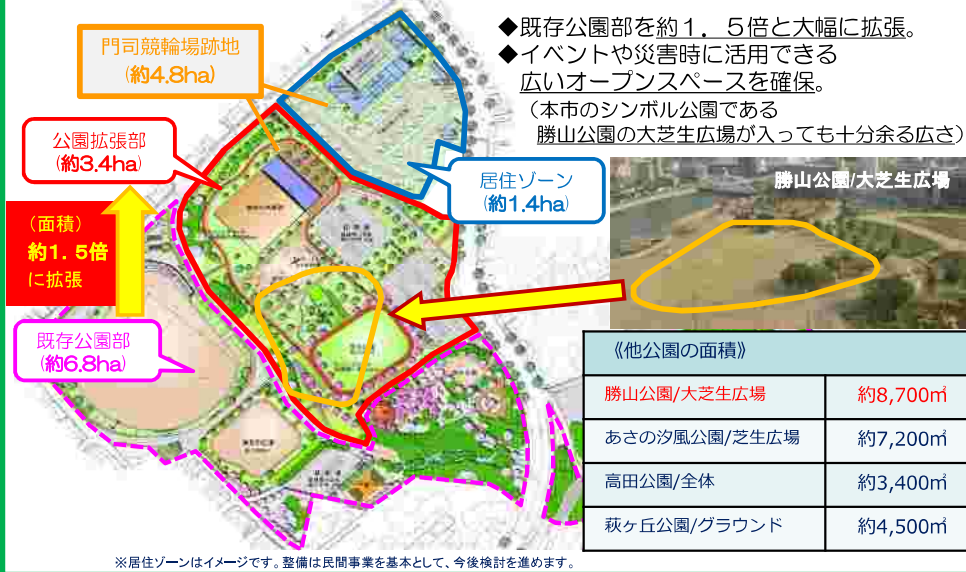 ◆既存公園部を約１．５倍と大幅に拡張。
◆イベントや災害時に活用できる
広いオープンスペースを確保。
（本市のシンボル公園である
勝山公園の大芝生広場が入っても十分余る広さ）
門司競輪場跡地
(約4.8ha)
公園拡張部
(約3.4ha)
居住ゾーン
(約1.4ha)
（面積）
約１．５倍
に拡張
既存公園部
(約6.8ha)
勝山公園/大芝生広場
《他公園の面積》
勝山公園/大芝生広場 約8,700㎡
あさの汐風公園/芝生広場 約7,200㎡
高田公園/全体 約3,400㎡
萩ヶ丘公園/グラウンド 約4,500㎡
※居住ゾーンはイメージです。整備は民間事業を基本として、今後検討を進めます。